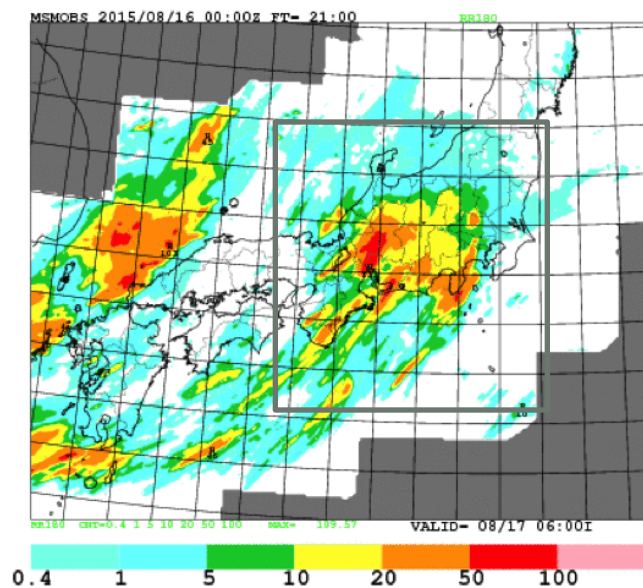 MSMOBS 2015/08/16 00:00Z FT= 21:00
RR180
RR180 CNT=0.4 1 5 10 20 50 100 MAX= 109.57
VALID= 08/17 06:00I
0.4 1 5 10 20 50 100